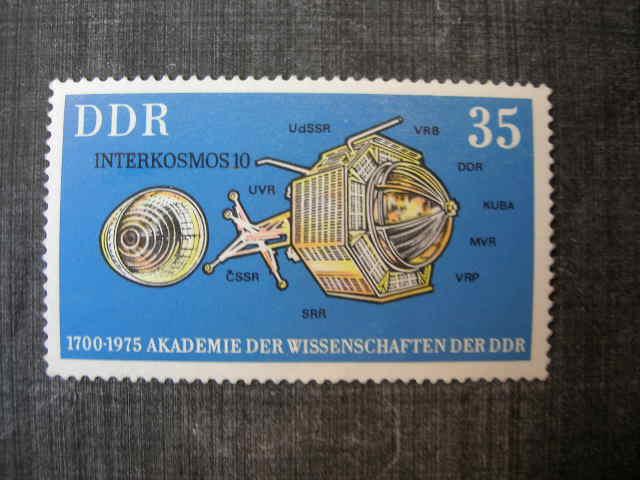 DDR
35
UdSSR
VRB
INTERKOSMOS 10
DDR
UVR
KUBA
MVR
ČSSR
VRP
SRR
1700-1975 AKADEMIE DER WISSENSCHAFTEN DER DDR